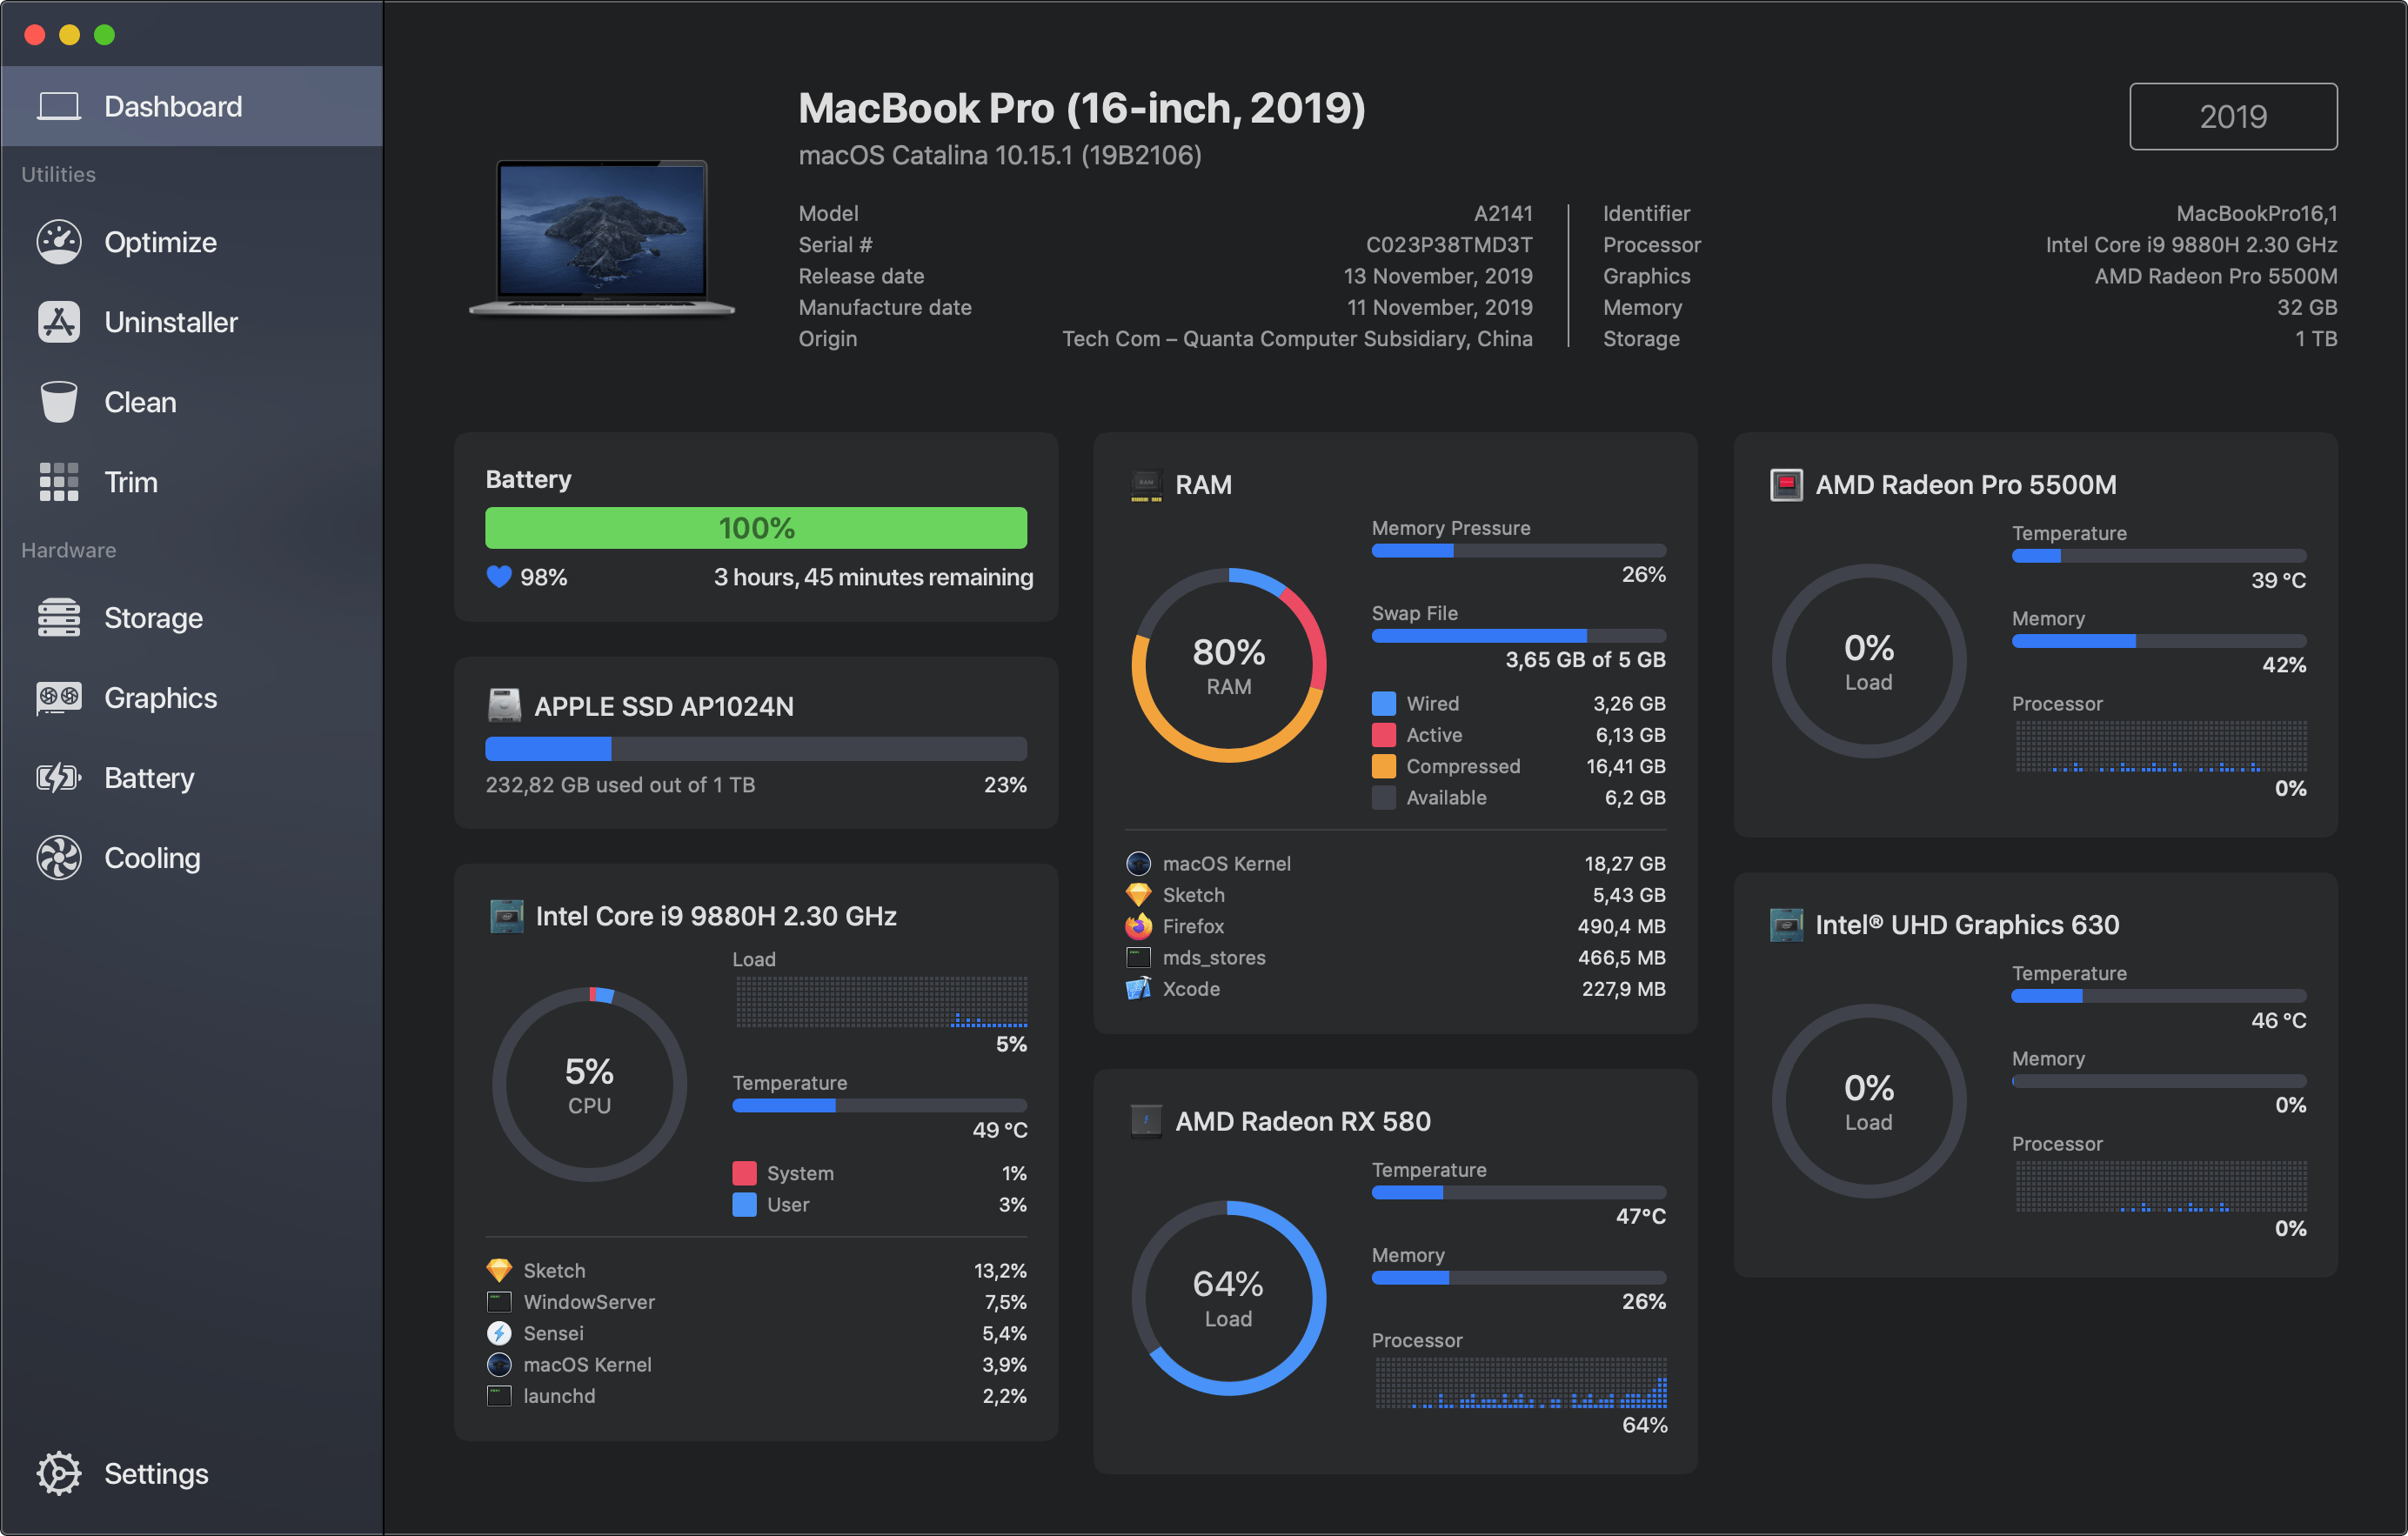 Dashboard
Utilities
Optimize
Uninstaller
Clean
Trim
Hardware
Storage
Graphics
Battery
Cooling
Settings
MacBook Pro (16-inch, 2019)
macOS Catalina 10.15.1 (19B2106)
2019
Model A2141
Serial # C023P38TMD3T
Release date 13 November, 2019
Manufacture date 11 November, 2019
Origin Tech Com – Quanta Computer Subsidiary, China
Identifier MacBookPro16,1
Processor Intel Core i9 9880H 2.30 GHz
Graphics AMD Radeon Pro 5500M
Memory 32 GB
Storage 1 TB
Battery
100%
98% 3 hours, 45 minutes remaining
APPLE SSD AP1024N
232,82 GB used out of 1 TB 23%
Intel Core i9 9880H 2.30 GHz
5%
CPU
Load
5%
Temperature
49 °C
System 1%
User 3%
Sketch 13,2%
WindowServer 7,5%
Sensei 5,4%
macOS Kernel 3,9%
launchd 2,2%
RAM
RAM
80%
RAM
Memory Pressure
26%
Swap File
3,65 GB of 5 GB
Wired 3,26 GB
Active 6,13 GB
Compressed 16,41 GB
Available 6,2 GB
macOS Kernel 18,27 GB
Sketch 5,43 GB
Firefox 490,4 MB
mds_stores 466,5 MB
Xcode 227,9 MB
AMD Radeon RX 580
64%
Load
Temperature
47°C
Memory
26%
Processor
64%
AMD Radeon Pro 5500M
0%
Load
Temperature
39 °C
Memory
42%
Processor
0%
Intel® UHD Graphics 630
0%
Load
Temperature
46 °C
Memory
0%
Processor
0%